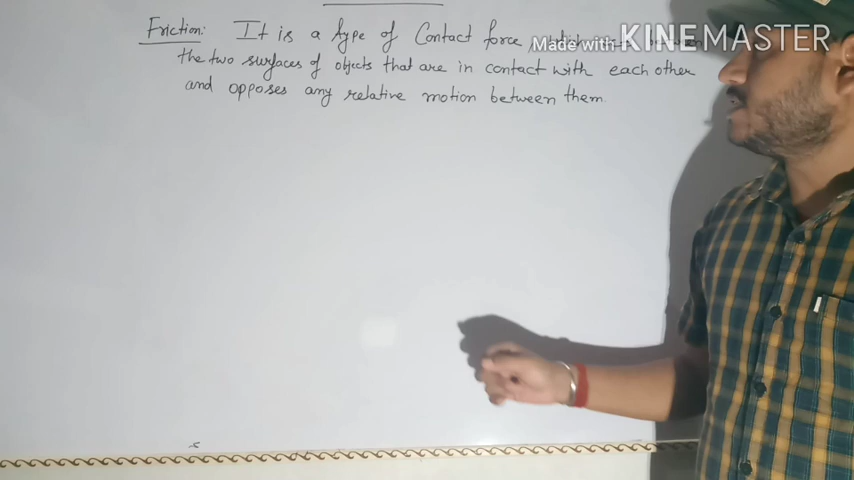 Friction: It is a type of Contact force, Made with KINEMASTER
the two surfaces of objects that are in contact with each other
and opposes any relative motion between them.